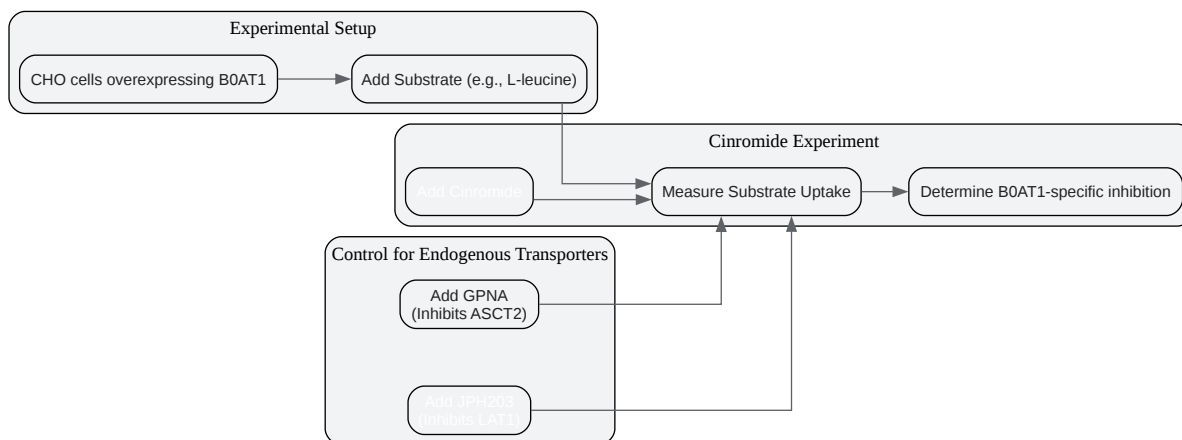 Experimental Setup
CHO cells overexpressing B0AT1
Add Substrate (e.g., L-leucine)
Cinromide Experiment
Add Cinromide
Measure Substrate Uptake
Determine B0AT1-specific inhibition
Control for Endogenous Transporters
Add GPNA
(Inhibits ASCT2)
Add JPH203
(Inhibits LAT1)